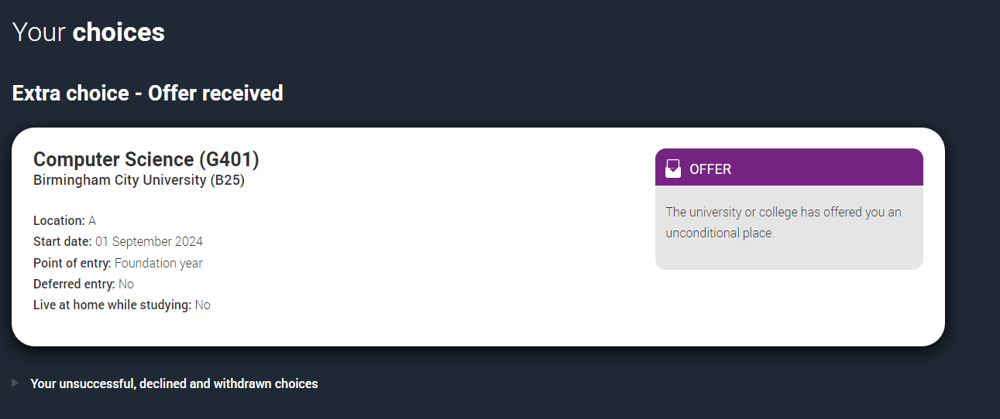 Your choices
Extra choice - Offer received
Computer Science (G401)
Birmingham City University (B25)
OFFER
Location: A
Start date: 01 September 2024
Point of entry: Foundation year
Deferred entry: No
Live at home while studying: No
The university or college has offered you an
unconditional place.
Your unsuccessful, declined and withdrawn choices